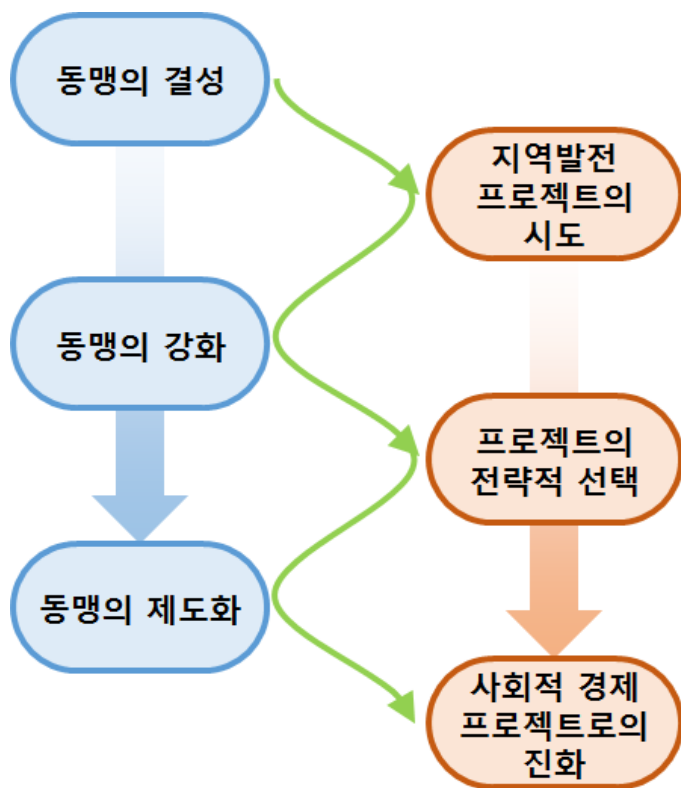 동맹의 결성
지역발전
프로젝트의
시도
동맹의 강화
프로젝트의
전략적 선택
동맹의 제도화
사회적 경제
프로젝트로의
진화